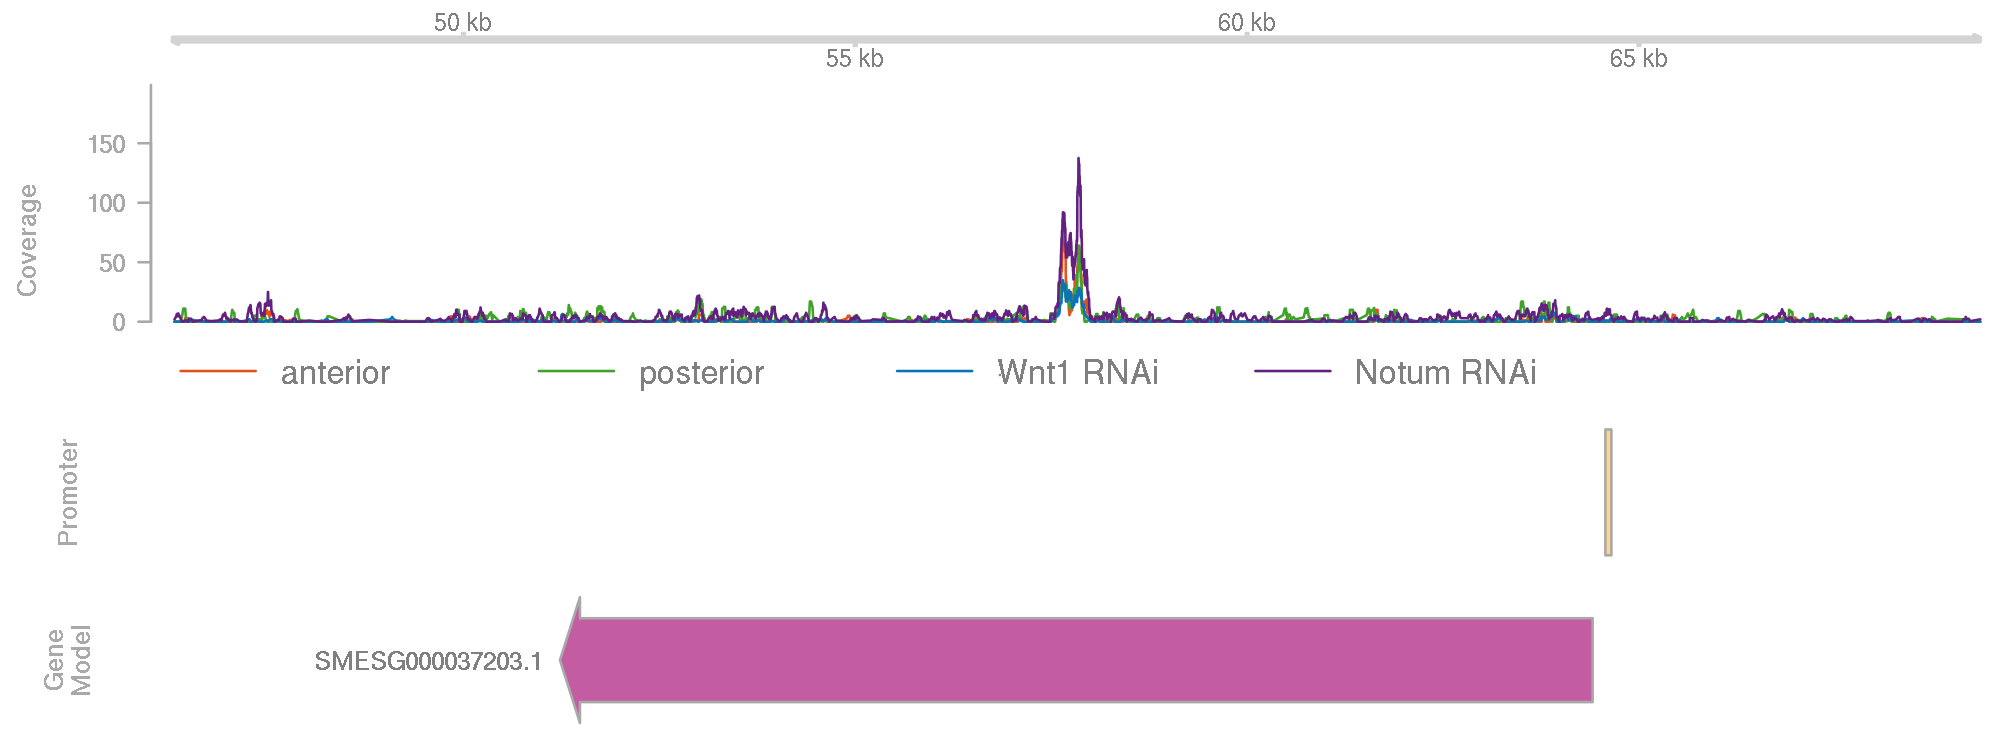 50 kb 60 kb
55 kb 65 kb
Coverage
150
100
50
0
anterior posterior Wnt1 RNAi Notum RNAi
Promoter
Gene
Model
SMESG000037203.1